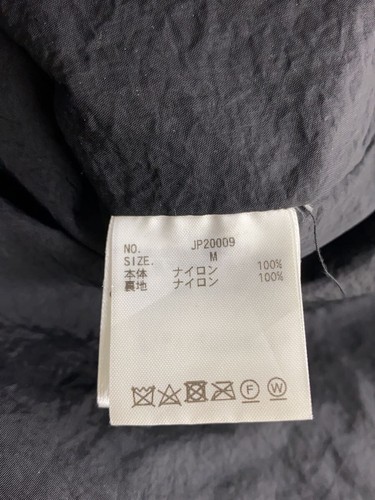 NO. JP20009
SIZE. M
本体 ナイロン 100%
裏地 ナイロン 100%
F W